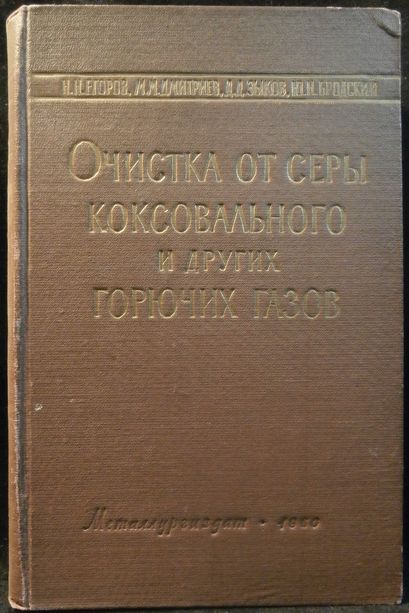 Н.Н.ЕГОРОВ, М.М.ДМИТРИЕВ, Д.Д.ЗЫКОВ, Ю.Н.БРОДСКИЙ
ОЧИСТКА ОТ СЕРЫ
КОКСОВАЛЬНОГО
И ДРУГИХ
ГОРЮЧИХ ГАЗОВ
Металлургиздат • 1960